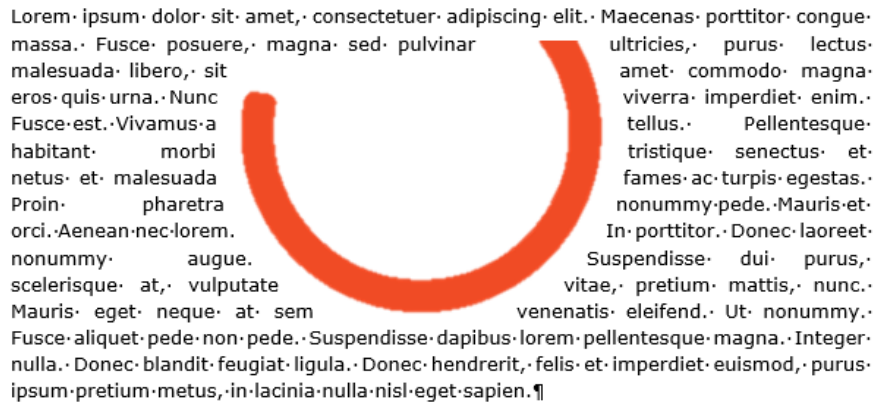 Lorem ipsum dolor sit amet, consectetuer adipiscing elit. Maecenas porttitor congue
massa. Fusce posuere, magna sed pulvinar ultricies, purus lectus
malesuada libero, sit amet commodo magna
eros quis urna. Nunc viverra imperdiet enim.
Fusce est. Vivamus a tellus. Pellentesque
habitant morbi tristique senectus et
netus et malesuada fames ac turpis egestas.
Proin pharetra nonummy pede. Mauris et
orci. Aenean nec lorem. In porttitor. Donec laoreet
nonummy augue. Suspendisse dui purus,
scelerisque at, vulputate vitae, pretium mattis, nunc.
Mauris eget neque at sem venenatis eleifend. Ut nonummy.
Fusce aliquet pede non pede. Suspendisse dapibus lorem pellentesque magna. Integer
nulla. Donec blandit feugiat ligula. Donec hendrerit, felis et imperdiet euismod, purus
ipsum pretium metus, in lacinia nulla nisl eget sapien.¶